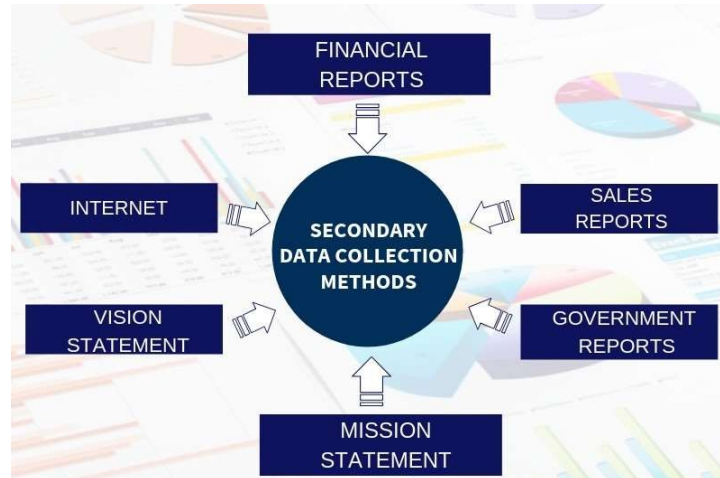 FINANCIAL
REPORTS
INTERNET
SALES
REPORTS
SECONDARY
DATA COLLECTION
METHODS
VISION
STATEMENT
GOVERNMENT
REPORTS
MISSION
STATEMENT